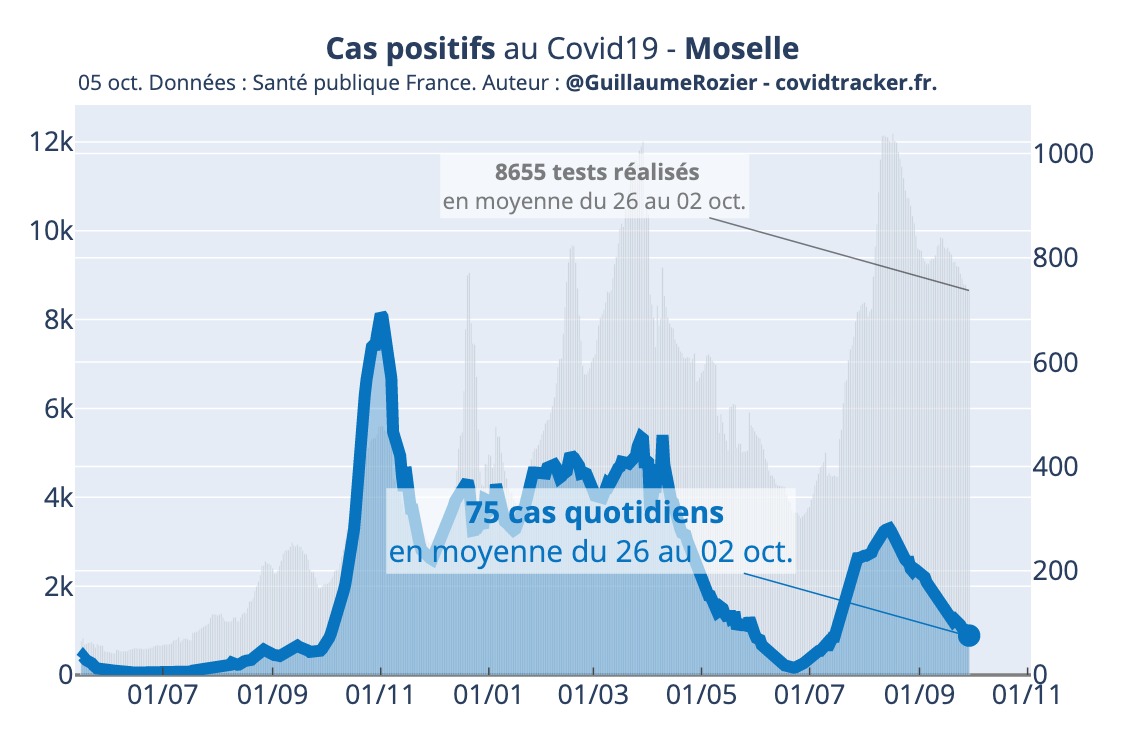 Cas positifs au Covid19 - Moselle
05 oct. Données : Santé publique France. Auteur : @GuillaumeRozier - covidtracker.fr.
12k
1000
8655 tests réalisés
en moyenne du 26 au 02 oct.
10k
800
8k
600
6k
400
4k
75 cas quotidiens
en moyenne du 26 au 02 oct.
200
2k
0
0
01/07 01/09 01/11 01/01 01/03 01/05 01/07 01/09 01/11